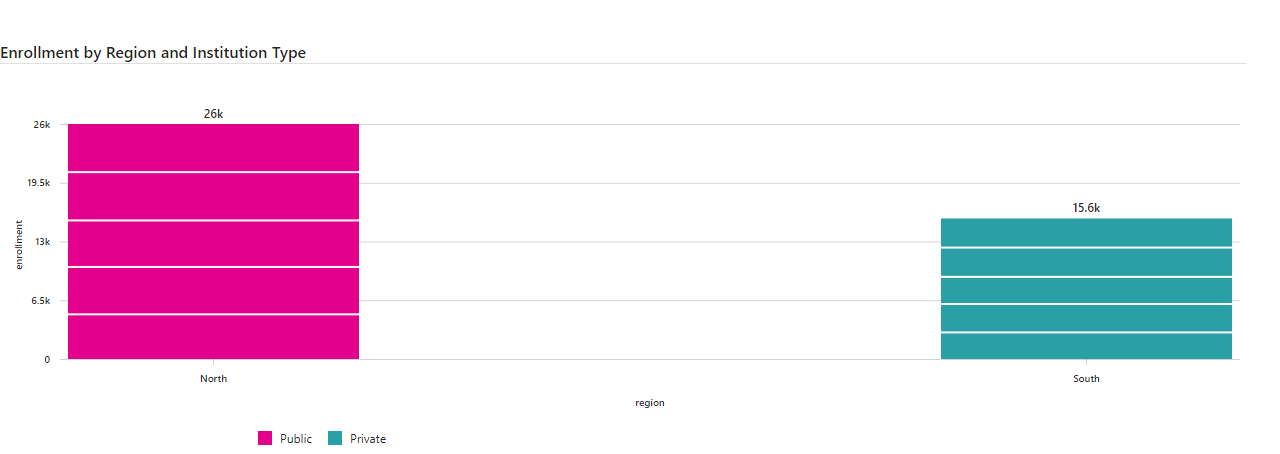 Enrollment by Region and Institution Type
26k
26k
19.5k
15.6k
13k
enrollment
6.5k
0
North
South
region
Public
Private